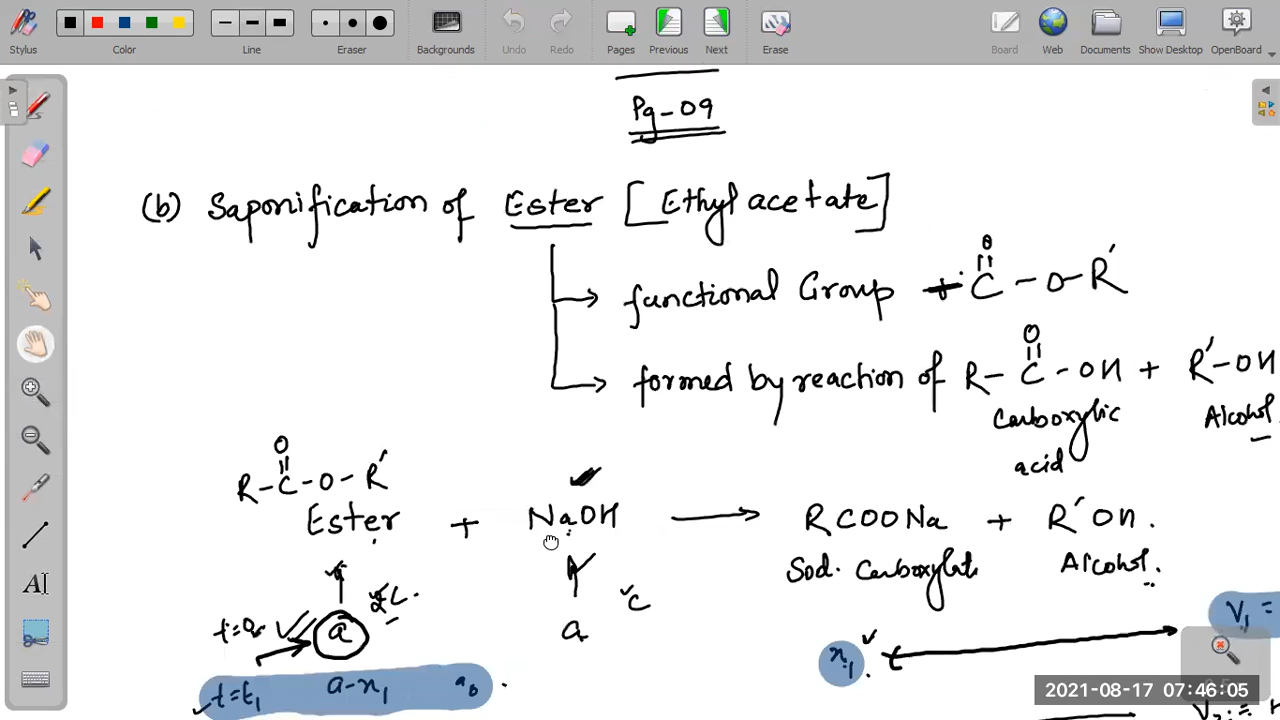 Stylus Color Line Eraser Backgrounds Undo Redo Pages Previous Next Erase Board Web Documents Show Desktop OpenBoard
Pg-09
(b) Saponification of Ester [Ethyl acetate]
functional Group
O
C - O - R'
formed by reaction of R - C - OH + R' - OH
O
Carboxylic
acid
Alcohol
O
R - C - O - R'
Ester + NaOH → RCOONa + R'OH.
Sod. Carboxylate
Alcohol.
C
t=0 a
a
C
t=t₁ a-x₁
x₁
V₁ =
2021-08-17 07:46:05